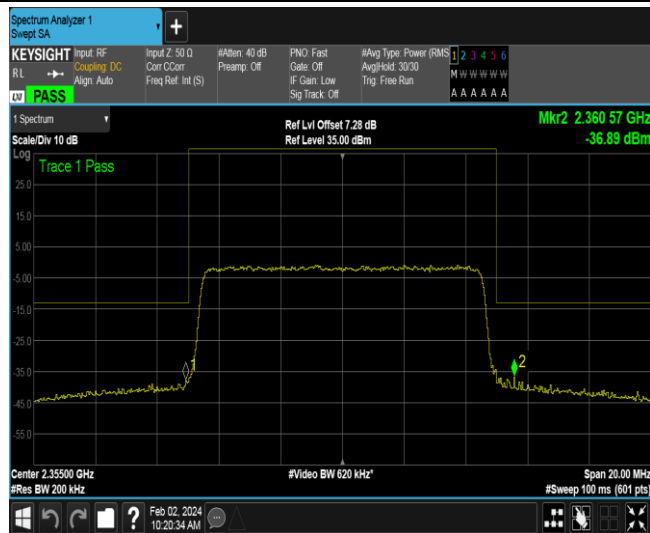 Spectrum Analyzer 1
Swept SA
+
KEYSIGHT
RL
LXI PASS
Input: RF
Coupling: DC
Align: Auto
Input Z: 50 Ω
Corr CCorr
Freq Ref: Int (S)
#Atten: 40 dB
Preamp: Off
PNO: Fast
Gate: Off
IF Gain: Low
Sig Track: Off
#Avg Type: Power (RMS
Avg|Hold: 30/30
Trig: Free Run
1 2 3 4 5 6
M W W W W W
A A A A A A
1 Spectrum
Scale/Div 10 dB
Ref Lvl Offset 7.28 dB
Ref Level 35.00 dBm
Mkr2 2.360 57 GHz
-36.89 dBm
Log
Trace 1 Pass
25.0
15.0
5.00
-5.00
-15.0
-35.0
-45.0
-55.0
1
2
Center 2.35500 GHz
#Res BW 200 kHz
#Video BW 620 kHz*
Span 20.00 MHz
#Sweep 100 ms (601 pts)
?
Feb 02, 2024
10:20:34 AM